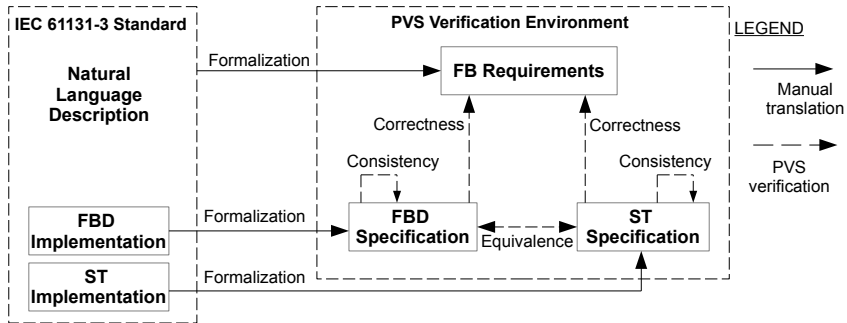 IEC 61131-3 Standard
Natural
Language
Description
FBD
Implementation
ST
Implementation
Formalization
Formalization
Formalization
PVS Verification Environment
FB Requirements
Correctness
Correctness
Consistency
Consistency
FBD
Specification
Equivalence
ST
Specification
LEGEND
Manual
translation
PVS
verification